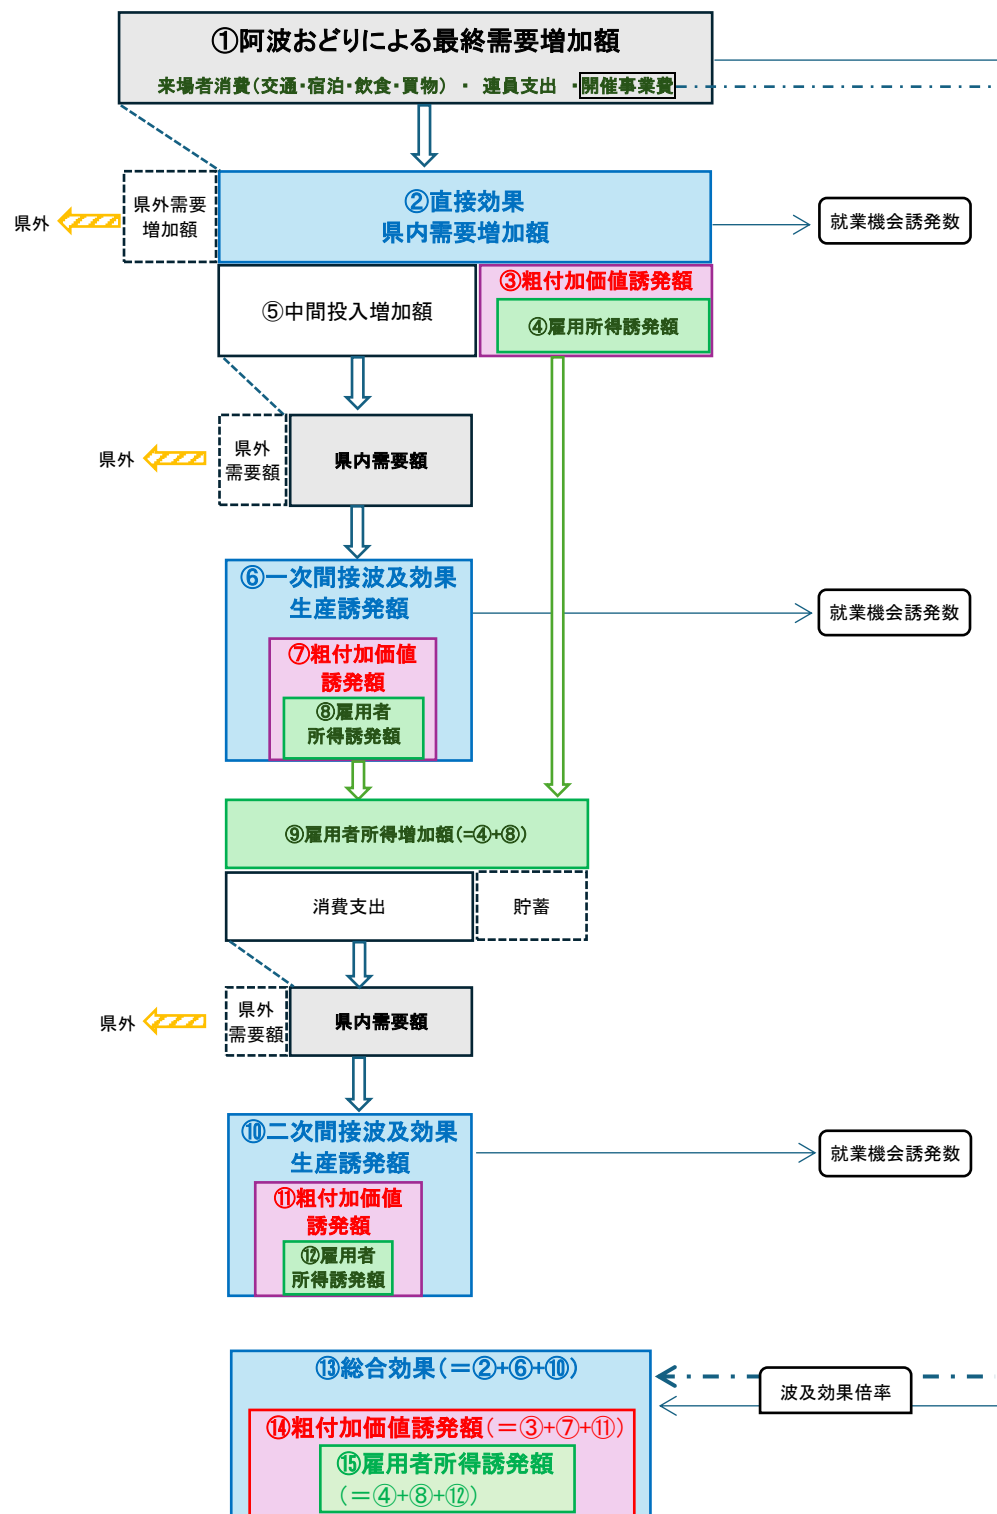 ①阿波おどりによる最終需要増加額
来場者消費(交通・宿泊・飲食・買物) ・ 連員支出 ・開催事業費
県外
県外需要
増加額
②直接効果
県内需要増加額
就業機会誘発数
⑤中間投入増加額
③粗付加価値誘発額
④雇用所得誘発額
県外
県外
需要額
県内需要額
⑥一次間接波及効果
生産誘発額
就業機会誘発数
⑦粗付加価値
誘発額
⑧雇用者
所得誘発額
⑨雇用者所得増加額(=④+⑧)
消費支出
貯蓄
県外
県外
需要額
県内需要額
⑩二次間接波及効果
生産誘発額
就業機会誘発数
⑪粗付加価値
誘発額
⑫雇用者
所得誘発額
⑬総合効果(=②+⑥+⑩)
波及効果倍率
⑭粗付加価値誘発額(=③+⑦+⑪)
⑮雇用者所得誘発額
(=④+⑧+⑫)